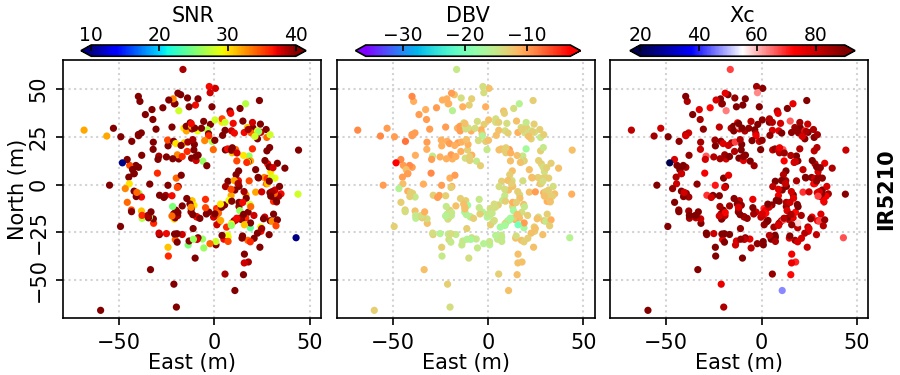 SNR DBV Xc
10 20 30 40 −30 −20 −10 20 40 60 80
50
25
0
−25
−50
North (m)
IR5210
−50 0 50 −50 0 50 −50 0 50
East (m) East (m) East (m)